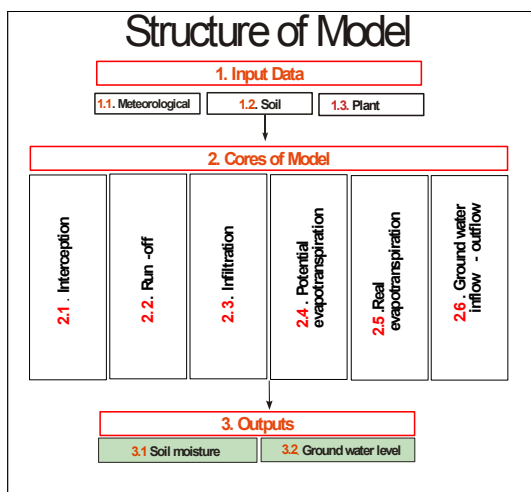 Structure of Model
1. Input Data
1.1. Meteorological
1.2. Soil
1.3. Plant
2. Cores of Model
2.1. Interception
2.2. Run -off
2.3. Infiltration
2.4. Potential
evapotranspiration
2.5.Real
evapotranspiration
2.6. Ground water
inflow - outflow
3. Outputs
3.1 Soil moisture
3.2. Ground water level